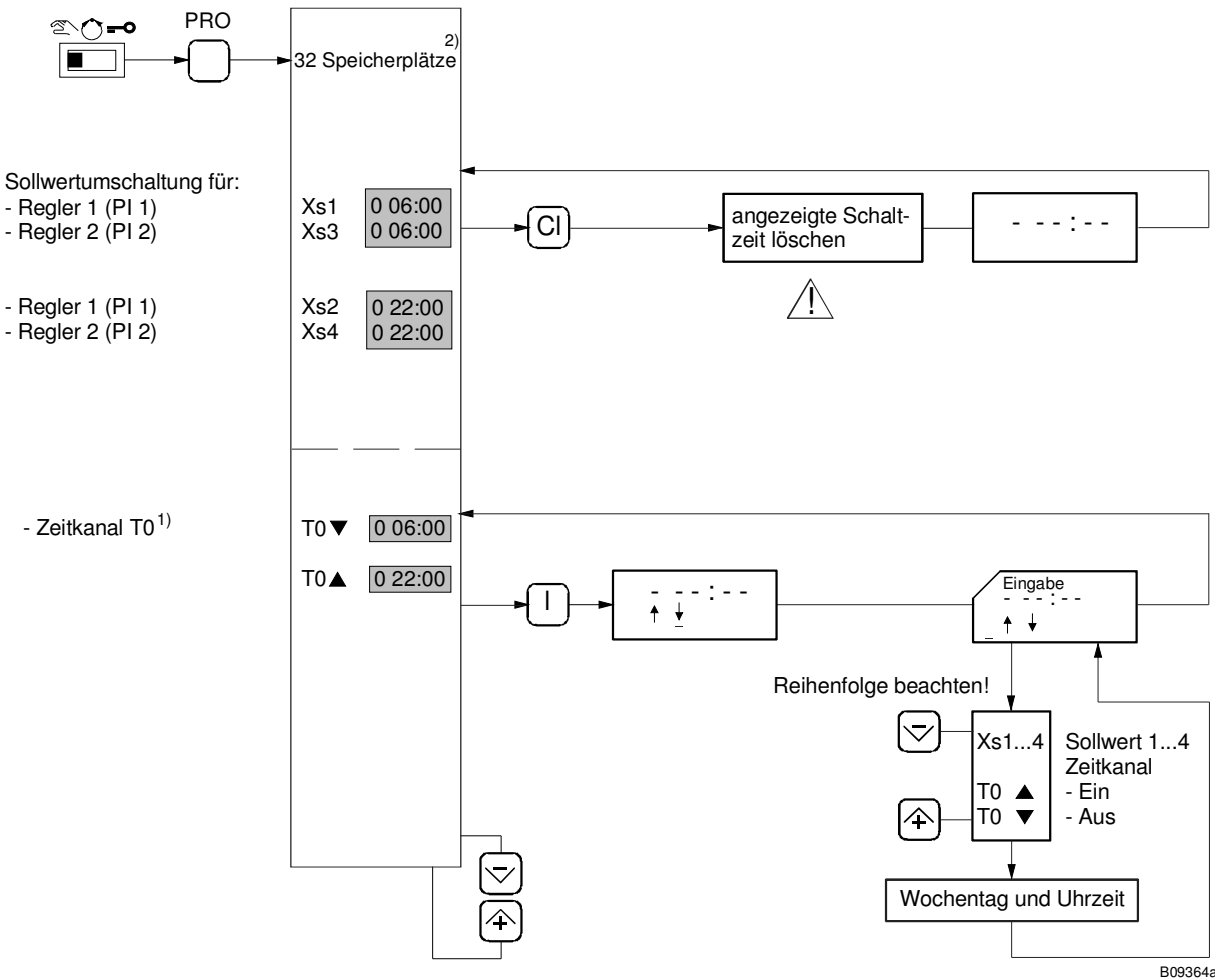 PRO
2)
32 Speicherplätze
Sollwertumschaltung für:
- Regler 1 (PI 1)
- Regler 2 (PI 2)
Xs1 0 06:00
Xs3 0 06:00
Cl
angezeigte Schalt-
zeit löschen
- - - : - -
- Regler 1 (PI 1)
- Regler 2 (PI 2)
Xs2 0 22:00
Xs4 0 22:00
- Zeitkanal T0 1)
T0 ▼ 0 06:00
T0 ▲ 0 22:00
I
- - - : - -
Eingabe
- - - : - -
Reihenfolge beachten!
Xs1...4
T0 ▲
T0 ▼
Sollwert 1...4
Zeitkanal
- Ein
- Aus
Wochentag und Uhrzeit
B09364a